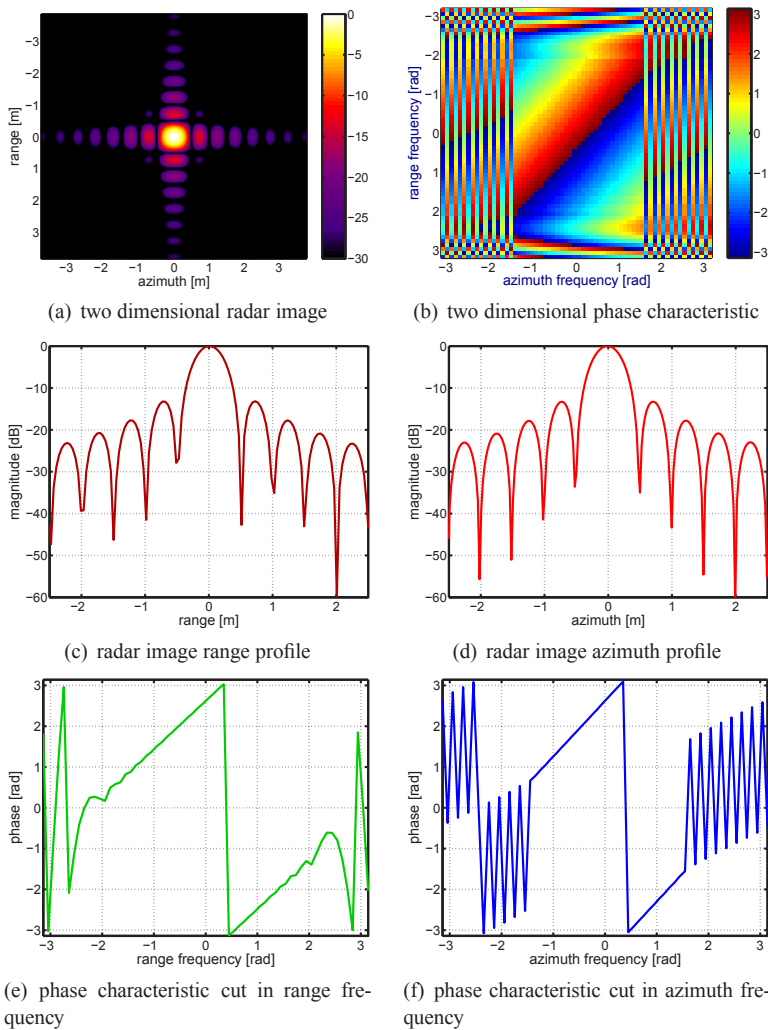 −3
−2
−1
0
1
2
3
range [m]
−3 −2 −1 0 1 2 3
azimuth [m]
0
−5
−10
−15
−20
−25
−30
(a) two dimensional radar image
−3
−2
−1
0
1
2
3
range frequency [rad]
−3 −2 −1 0 1 2 3
azimuth frequency [rad]
3
2
1
0
−1
−2
−3
(b) two dimensional phase characteristic
0
−10
−20
−30
−40
−50
−60
magnitude [dB]
−2 −1 0 1 2
range [m]
(c) radar image range profile
0
−10
−20
−30
−40
−50
−60
magnitude [dB]
−2 −1 0 1 2
azimuth [m]
(d) radar image azimuth profile
3
2
1
0
−1
−2
−3
phase [rad]
−3 −2 −1 0 1 2 3
range frequency [rad]
(e) phase characteristic cut in range fre-
quency
3
2
1
0
−1
−2
−3
phase [rad]
−3 −2 −1 0 1 2 3
azimuth frequency [rad]
(f) phase characteristic cut in azimuth fre-
quency